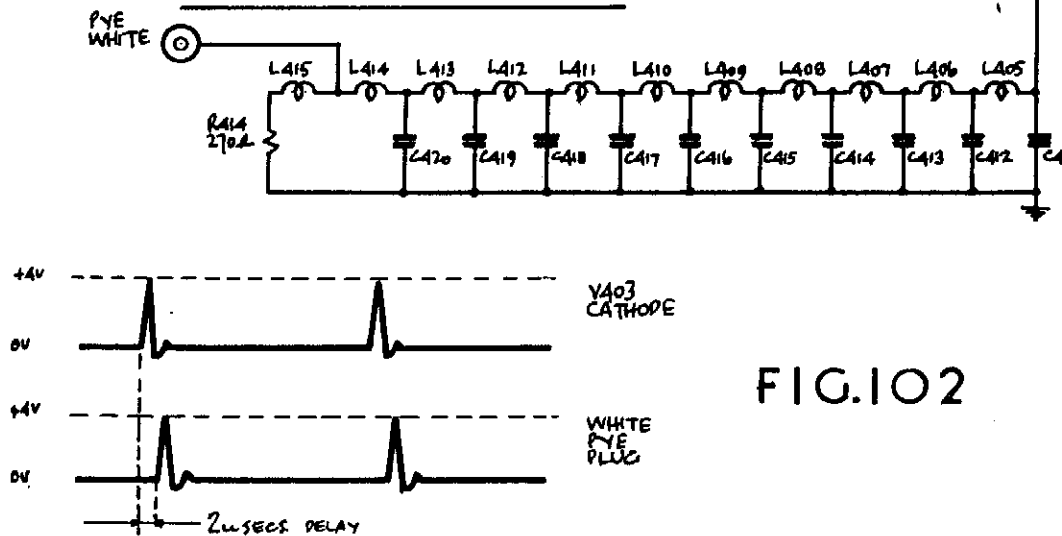 PYE
WHITE
L415 L414 L413 L412 L411 L410 L409 L408 L407 L406 L405
R414
270Ω
C420 C419 C418 C417 C416 C415 C414 C413 C412 C4
+4V
0V
V403
CATHODE
+4V
0V
WHITE
PYE
PLUG
FIG.102
2μSECS DELAY